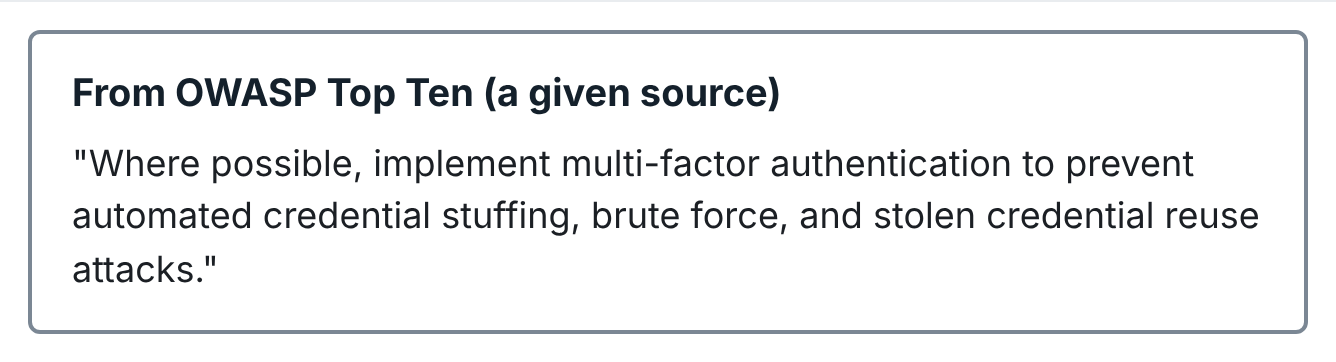 From OWASP Top Ten (a given source)
"Where possible, implement multi-factor authentication to prevent
automated credential stuffing, brute force, and stolen credential reuse
attacks."